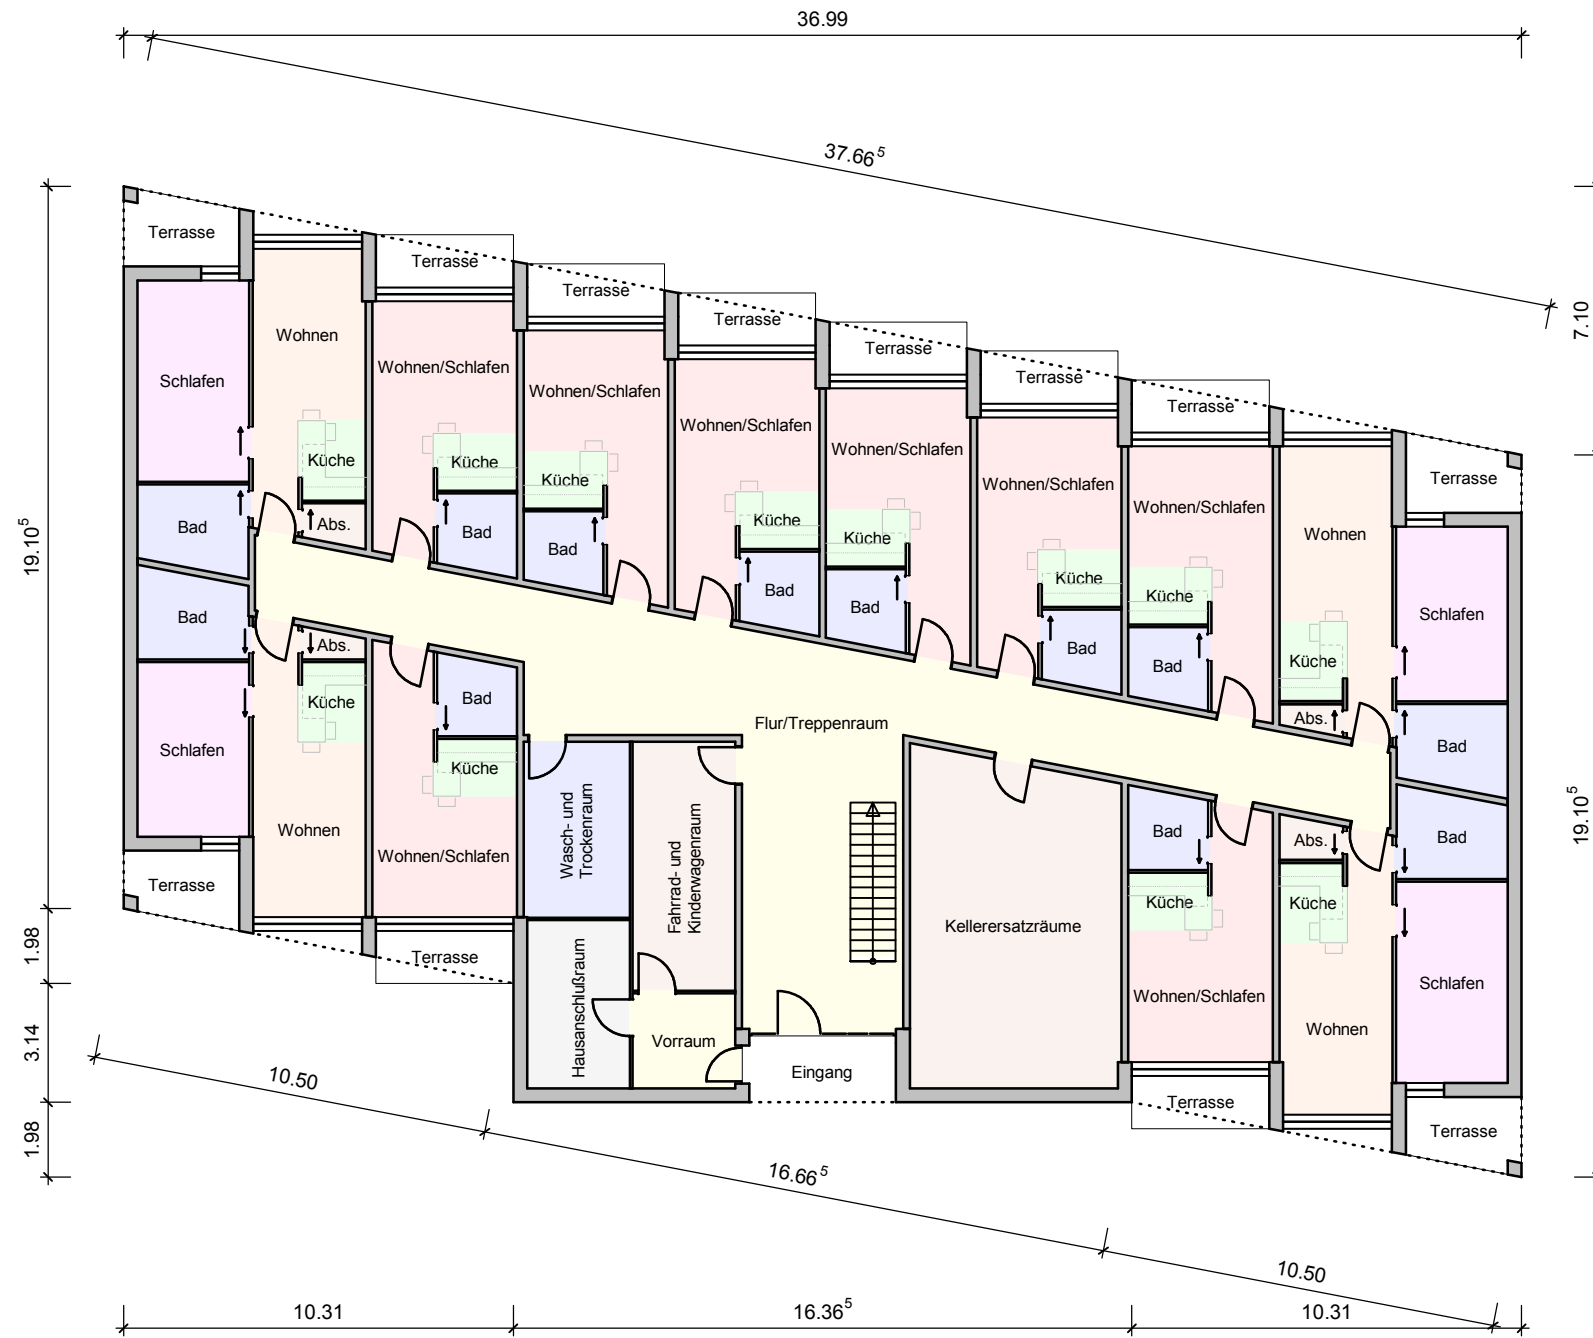 36.99
37.66⁵
7.10
Terrasse
Terrasse
Terrasse
Terrasse
Terrasse
Terrasse
Terrasse
Terrasse
Wohnen
Schlafen
Wohnen/Schlafen
Wohnen/Schlafen
Wohnen/Schlafen
Wohnen/Schlafen
Wohnen/Schlafen
Wohnen/Schlafen
Wohnen
Küche
Küche
Küche
Küche
Küche
Küche
Küche
Küche
Schlafen
Bad
Abs.
Bad
Bad
Bad
Bad
Bad
Bad
Abs.
Bad
19.10⁵
Bad
Abs.
Küche
Bad
Küche
Schlafen
Wohnen
Wohnen/Schlafen
Terrasse
Terrasse
Flur/Treppenraum
Wasch- und
Trockenraum
Fahrrad- und
Kinderwagenraum
Hausanschlußraum
Vorraum
Eingang
Kellerersatzräume
Bad
Abs.
Bad
Küche
Küche
Schlafen
Wohnen/Schlafen
Wohnen
Terrasse
Terrasse
19.10⁵
1.98
3.14
1.98
10.50
16.66⁵
10.50
10.31
16.36⁵
10.31